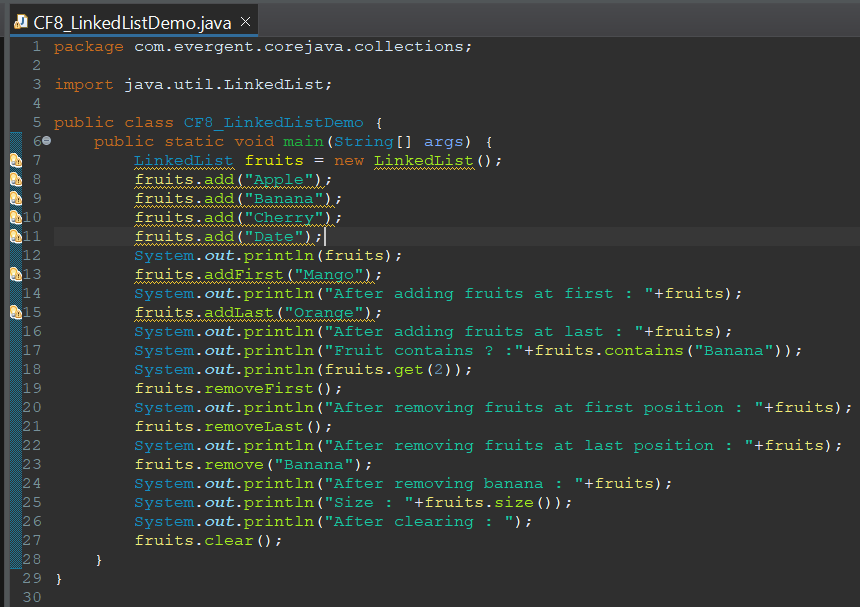 CF8_LinkedListDemo.java ×
1 package com.evergent.corejava.collections;
2
3 import java.util.LinkedList;
4
5 public class CF8_LinkedListDemo {
6     public static void main(String[] args) {
7         LinkedList fruits = new LinkedList();
8         fruits.add("Apple");
9         fruits.add("Banana");
10         fruits.add("Cherry");
11         fruits.add("Date");
12         System.out.println(fruits);
13         fruits.addFirst("Mango");
14         System.out.println("After adding fruits at first : "+fruits);
15         fruits.addLast("Orange");
16         System.out.println("After adding fruits at last : "+fruits);
17         System.out.println("Fruit contains ? :"+fruits.contains("Banana"));
18         System.out.println(fruits.get(2));
19         fruits.removeFirst();
20         System.out.println("After removing fruits at first position : "+fruits);
21         fruits.removeLast();
22         System.out.println("After removing fruits at last position : "+fruits);
23         fruits.remove("Banana");
24         System.out.println("After removing banana : "+fruits);
25         System.out.println("Size : "+fruits.size());
26         System.out.println("After clearing : ");
27         fruits.clear();
28     }
29 }
30